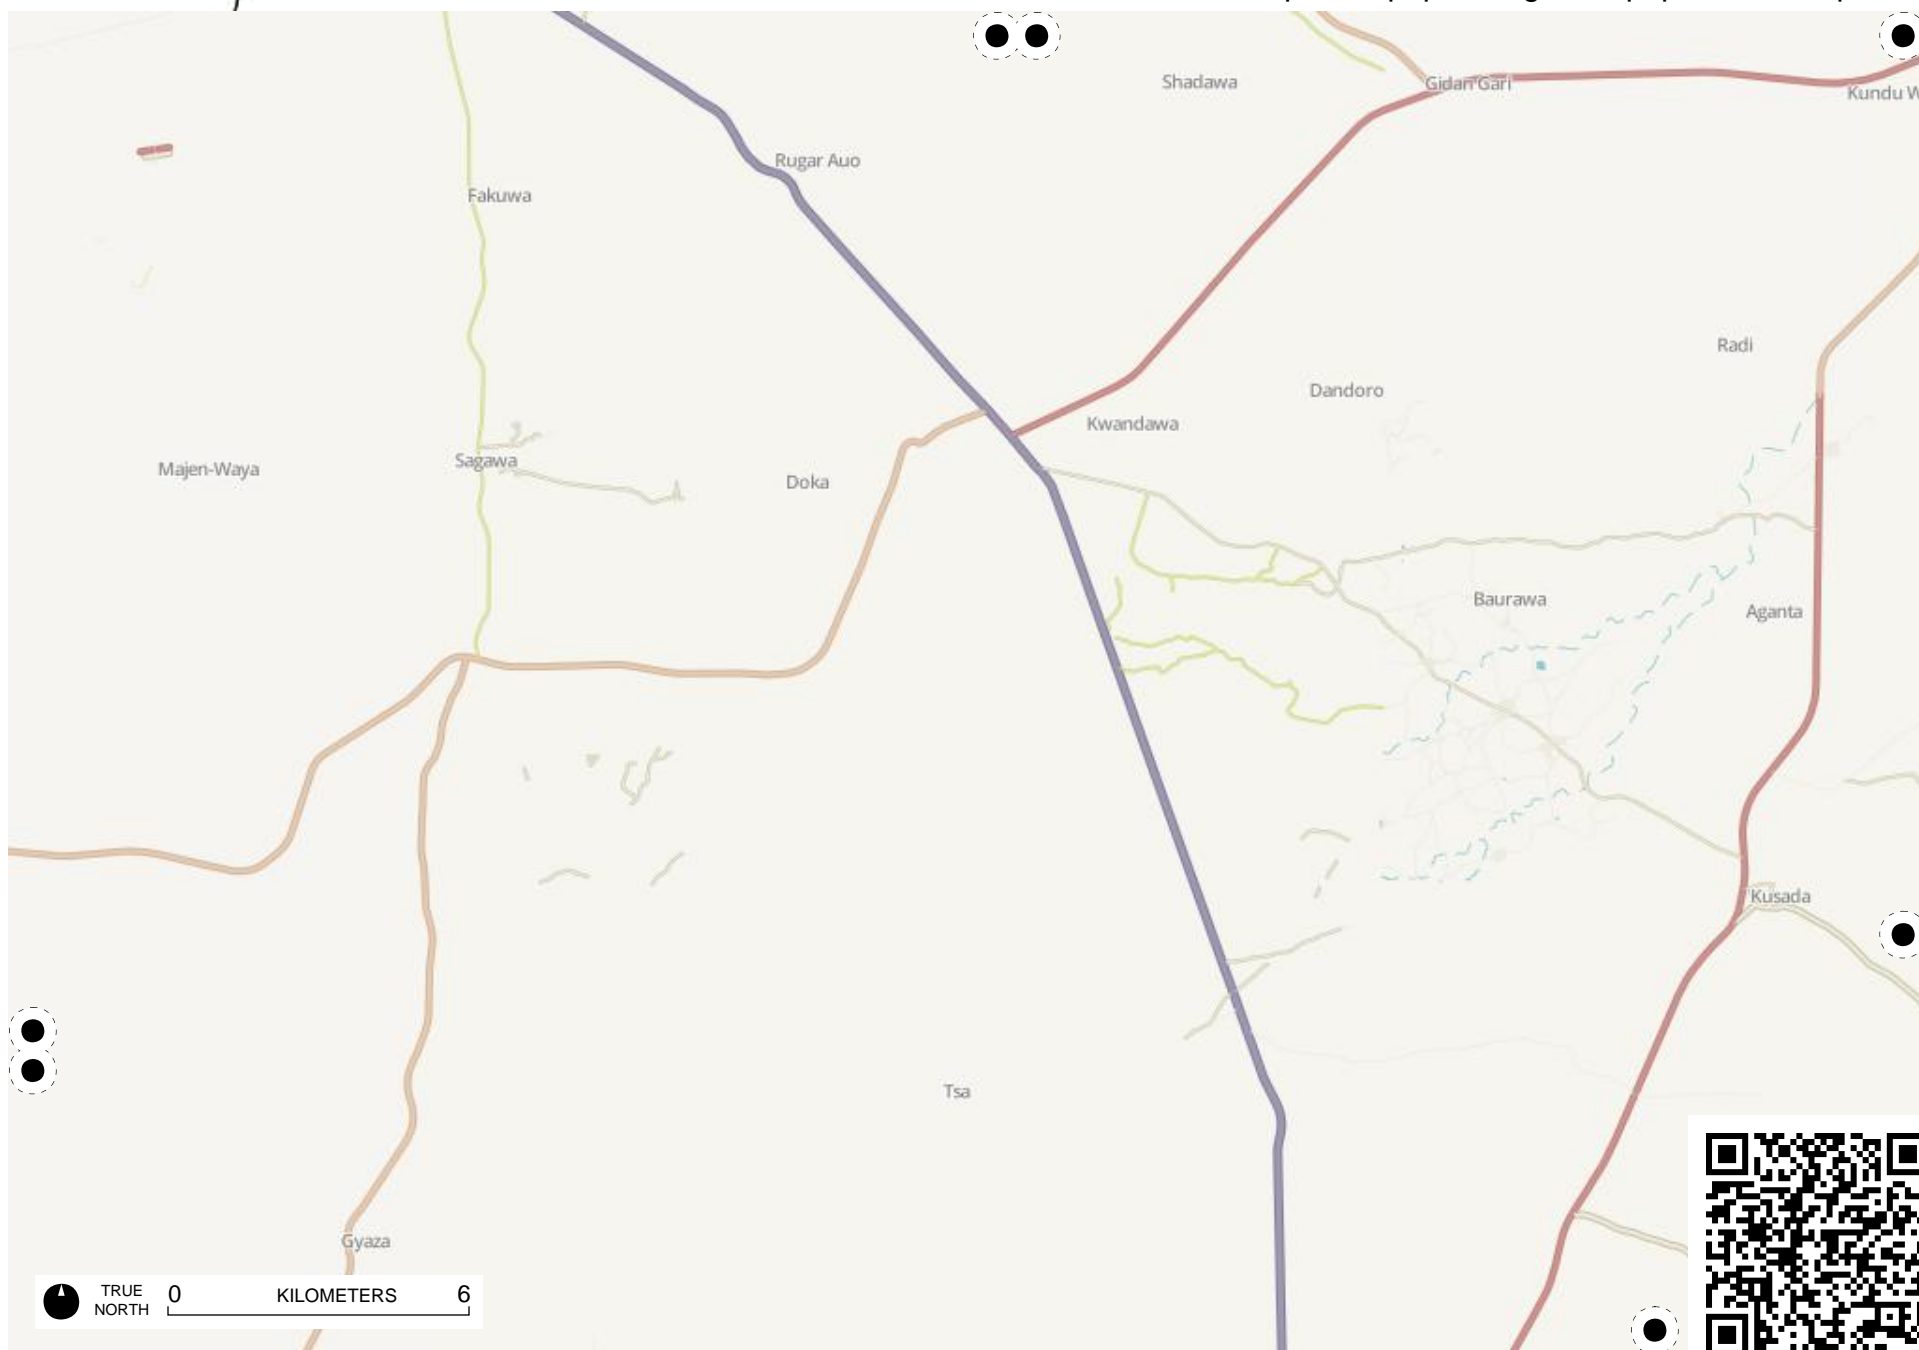 Shadawa
Gidan Gari
Kundu W
Rugar Auo
Fakuwa
Radi
Dandoro
Kwandawa
Sagawa
Majen-Waya
Doka
Baurawa
Aganta
Kusada
Tsa
Gyaza
TRUE
NORTH
0 KILOMETERS 6